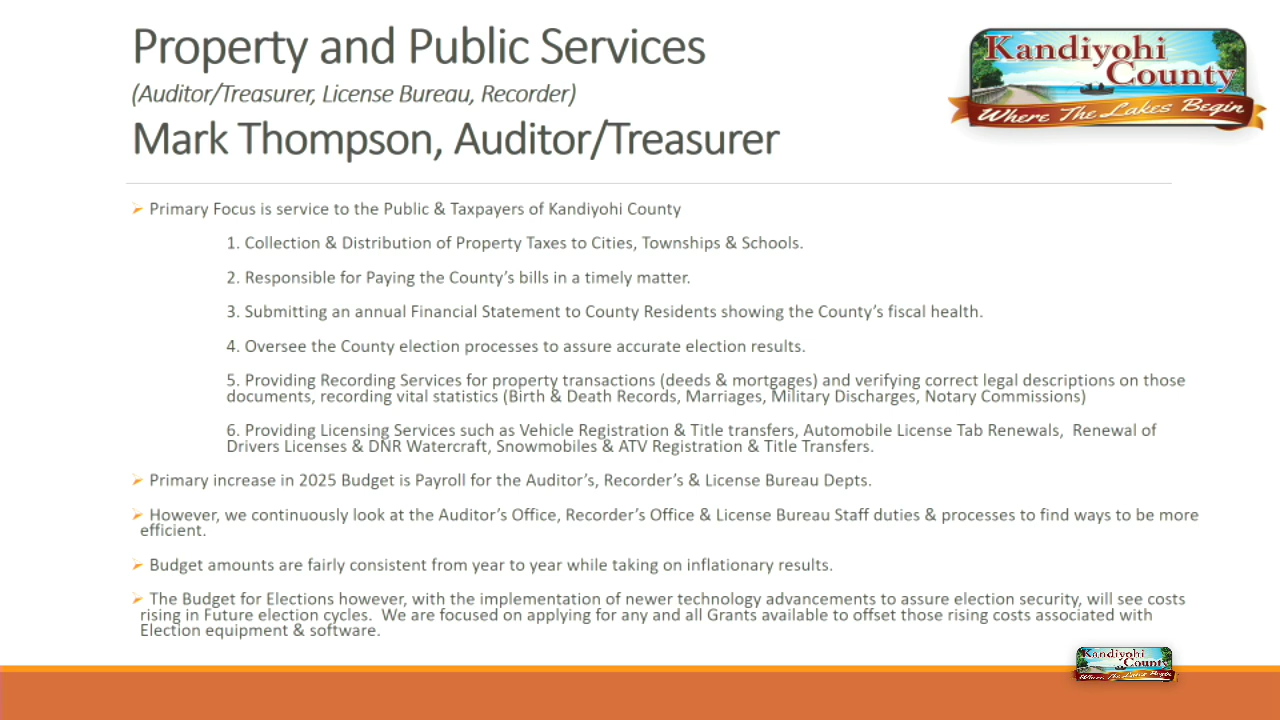 Property and Public Services
(Auditor/Treasurer, License Bureau, Recorder)
Mark Thompson, Auditor/Treasurer
Kandiyohi
County
Where The Lakes Begin
Primary Focus is service to the Public & Taxpayers of Kandiyohi County
1. Collection & Distribution of Property Taxes to Cities, Townships & Schools.
2. Responsible for Paying the County’s bills in a timely matter.
3. Submitting an annual Financial Statement to County Residents showing the County’s fiscal health.
4. Oversee the County election processes to assure accurate election results.
5. Providing Recording Services for property transactions (deeds & mortgages) and verifying correct legal descriptions on those
documents, recording vital statistics (Birth & Death Records, Marriages, Military Discharges, Notary Commissions)
6. Providing Licensing Services such as Vehicle Registration & Title transfers, Automobile License Tab Renewals,  Renewal of
Drivers Licenses & DNR Watercraft, Snowmobiles & ATV Registration & Title Transfers.
Primary increase in 2025 Budget is Payroll for the Auditor’s, Recorder’s & License Bureau Depts.
However, we continuously look at the Auditor’s Office, Recorder’s Office & License Bureau Staff duties & processes to find ways to be more
efficient.
Budget amounts are fairly consistent from year to year while taking on inflationary results.
The Budget for Elections however, with the implementation of newer technology advancements to assure election security, will see costs
rising in Future election cycles.  We are focused on applying for any and all Grants available to offset those rising costs associated with
Election equipment & software.
Kandiyohi
County
Where The Lakes Begin